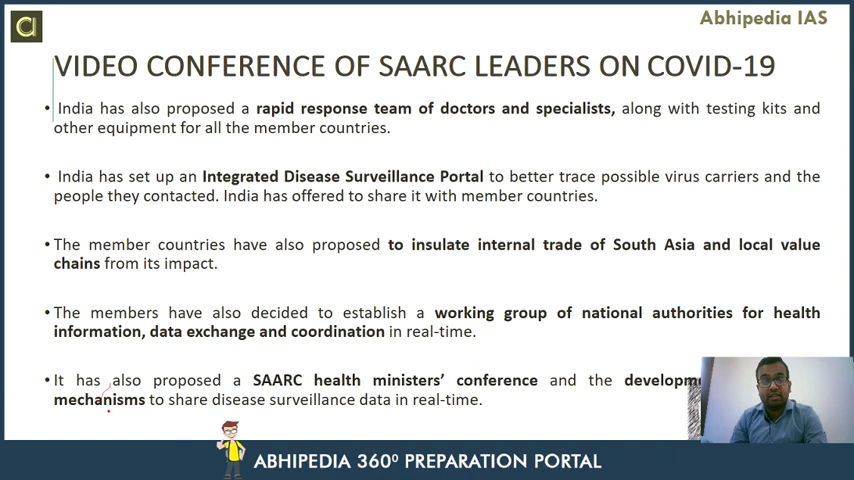 Abhipedia IAS
VIDEO CONFERENCE OF SAARC LEADERS ON COVID-19
• India has also proposed a rapid response team of doctors and specialists, along with testing kits and
other equipment for all the member countries.
• India has set up an Integrated Disease Surveillance Portal to better trace possible virus carriers and the
people they contacted. India has offered to share it with member countries.
• The member countries have also proposed to insulate internal trade of South Asia and local value
chains from its impact.
• The members have also decided to establish a working group of national authorities for health
information, data exchange and coordination in real-time.
• It has also proposed a SAARC health ministers’ conference and the
mechanisms to share disease surveillance data in real-time.
ABHIPEDIA 360⁰ PREPARATION PORTAL